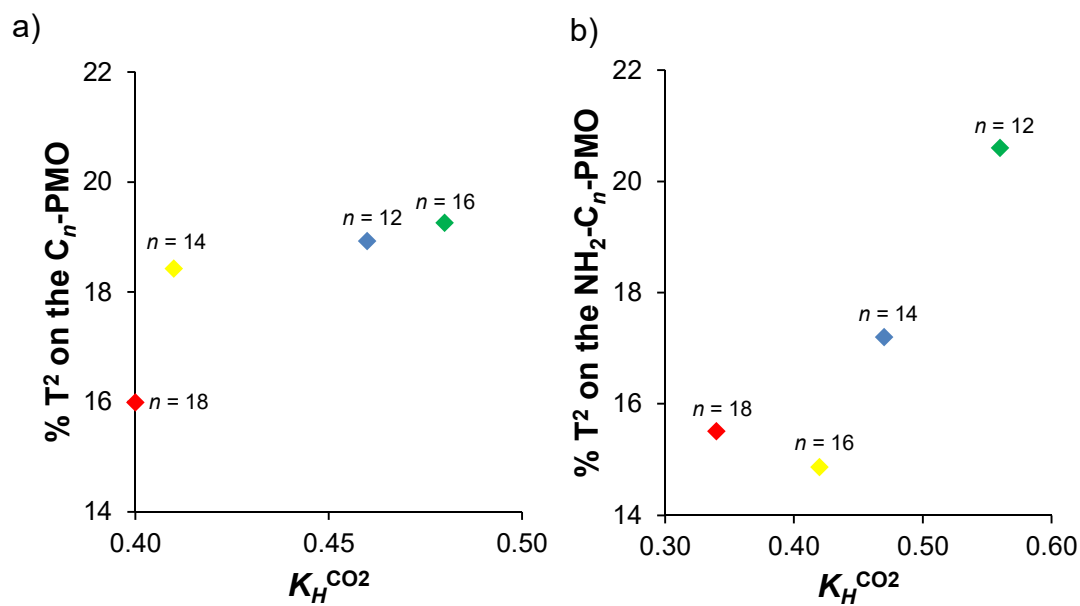 a)
% T² on the Cₙ-PMO
22
20
18
16
14
n = 14
n = 12
n = 16
n = 18
0.40
0.45
0.50
K_H^CO2
b)
% T² on the NH₂-Cₙ-PMO
22
20
18
16
14
n = 12
n = 14
n = 18
n = 16
0.30
0.40
0.50
0.60
K_H^CO2